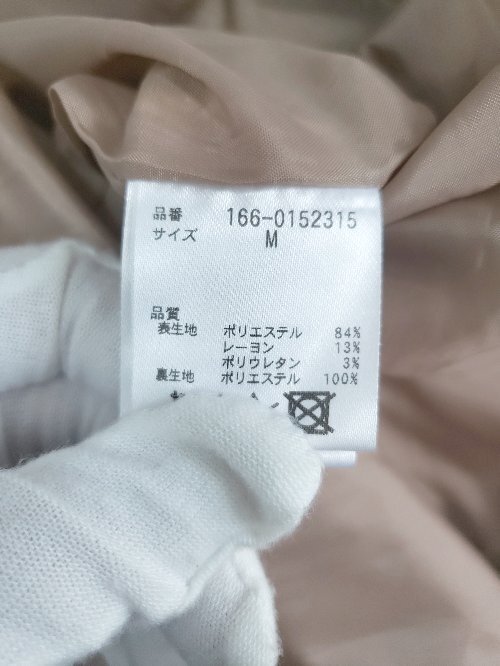 品番 166-0152315
サイズ M
品質
表生地 ポリエステル 84%
レーヨン 13%
ポリウレタン 3%
裏生地 ポリエステル 100%